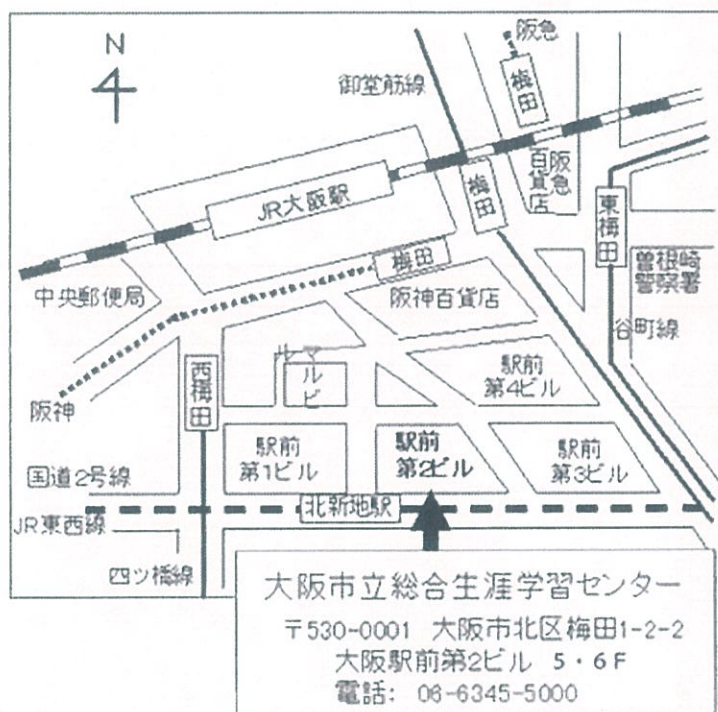 N
阪急
梅田
御堂筋線
阪急
百貨店
梅田
JR大阪駅
東梅田
梅田
曽根崎
警察署
中央郵便局
阪神百貨店
谷町線
マルビル
駅前
第4ビル
西梅田
阪神
駅前
第1ビル
駅前
第2ビル
駅前
第3ビル
国道2号線
北新地駅
JR東西線
四ツ橋線
大阪市立総合生涯学習センター
〒530-0001 大阪市北区梅田1-2-2
大阪駅前第2ビル 5・6F
電話: 06-6345-5000